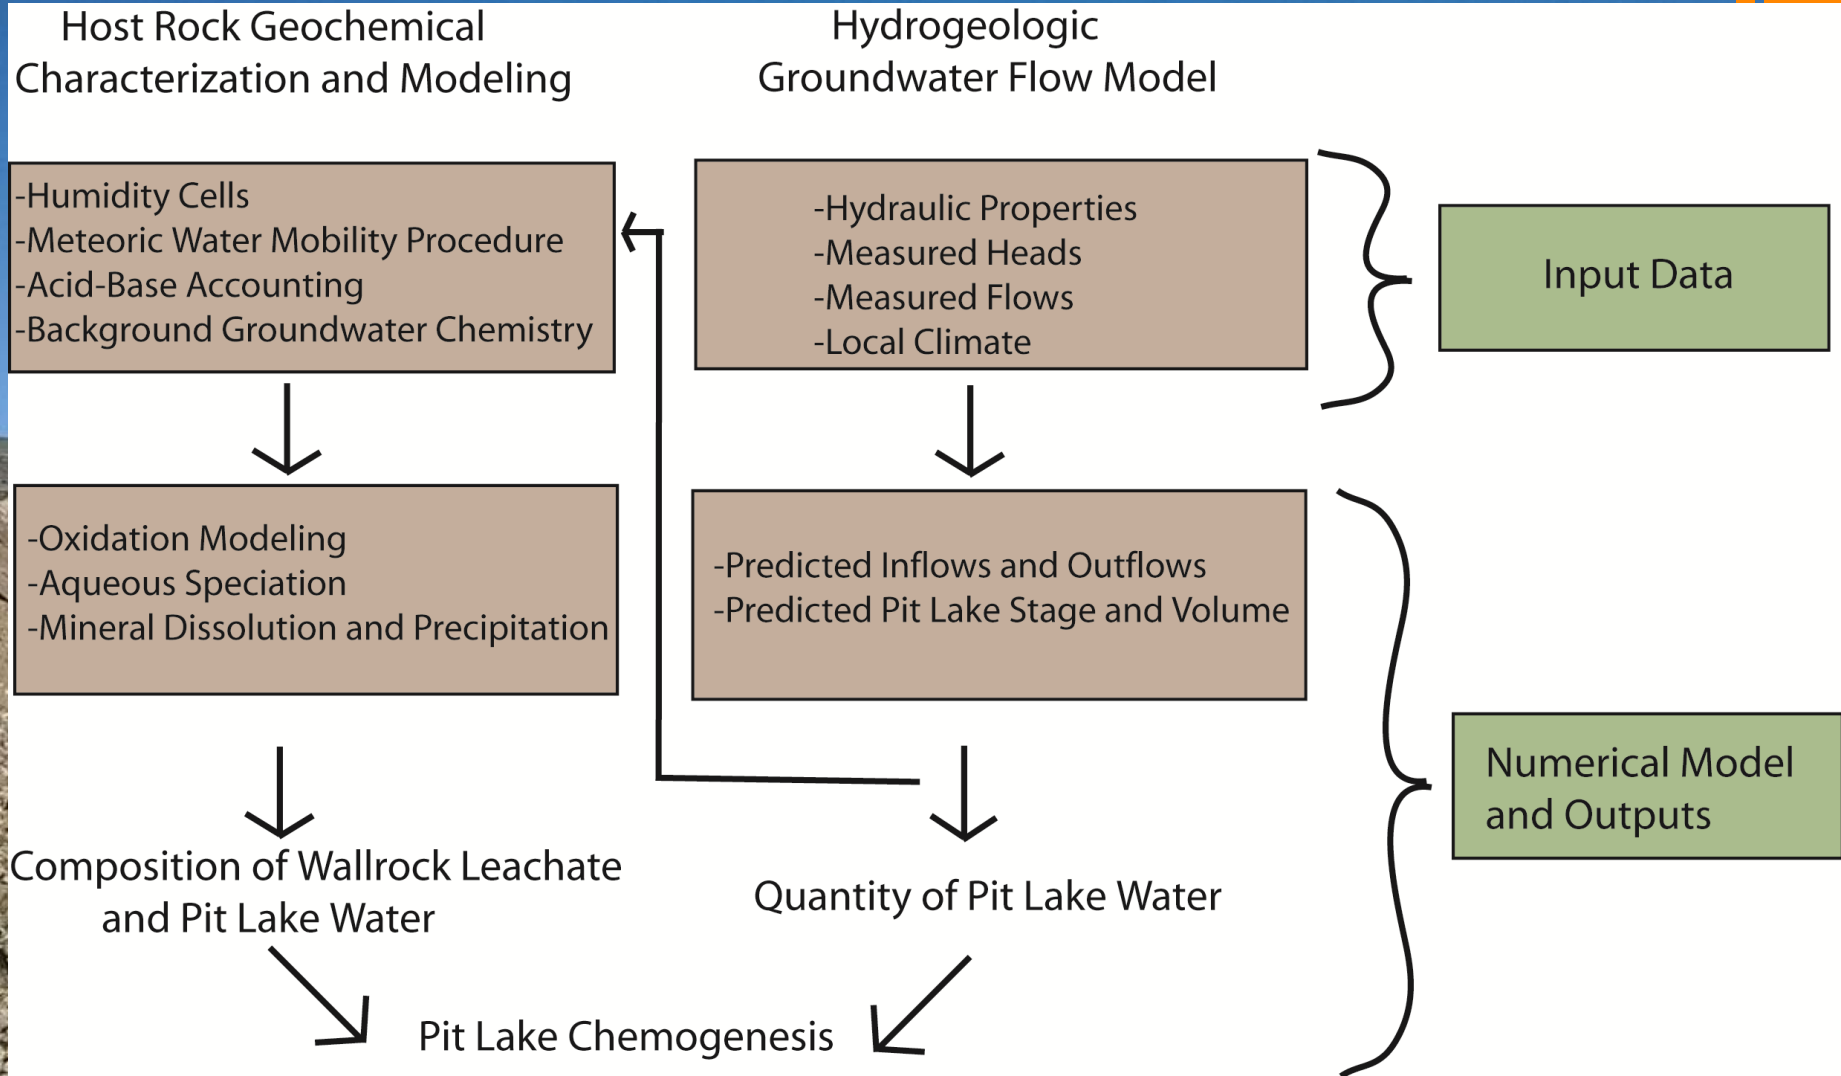 Host Rock Geochemical
Characterization and Modeling
Hydrogeologic
Groundwater Flow Model
-Humidity Cells
-Meteoric Water Mobility Procedure
-Acid-Base Accounting
-Background Groundwater Chemistry
-Hydraulic Properties
-Measured Heads
-Measured Flows
-Local Climate
Input Data
-Oxidation Modeling
-Aqueous Speciation
-Mineral Dissolution and Precipitation
-Predicted Inflows and Outflows
-Predicted Pit Lake Stage and Volume
Numerical Model
and Outputs
Composition of Wallrock Leachate
and Pit Lake Water
Quantity of Pit Lake Water
Pit Lake Chemogenesis